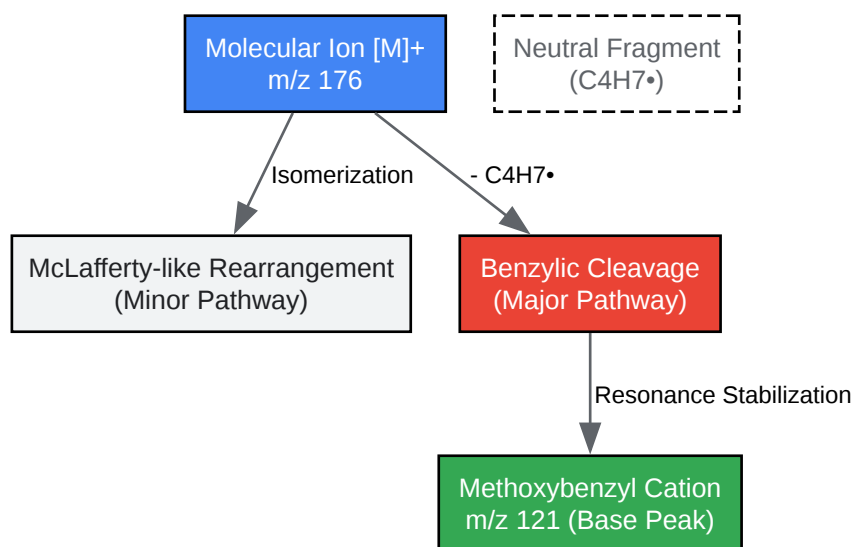 Molecular Ion [M]+
m/z 176
Neutral Fragment
(C4H7•)
Isomerization
- C4H7•
McLafferty-like Rearrangement
(Minor Pathway)
Benzylic Cleavage
(Major Pathway)
Resonance Stabilization
Methoxybenzyl Cation
m/z 121 (Base Peak)